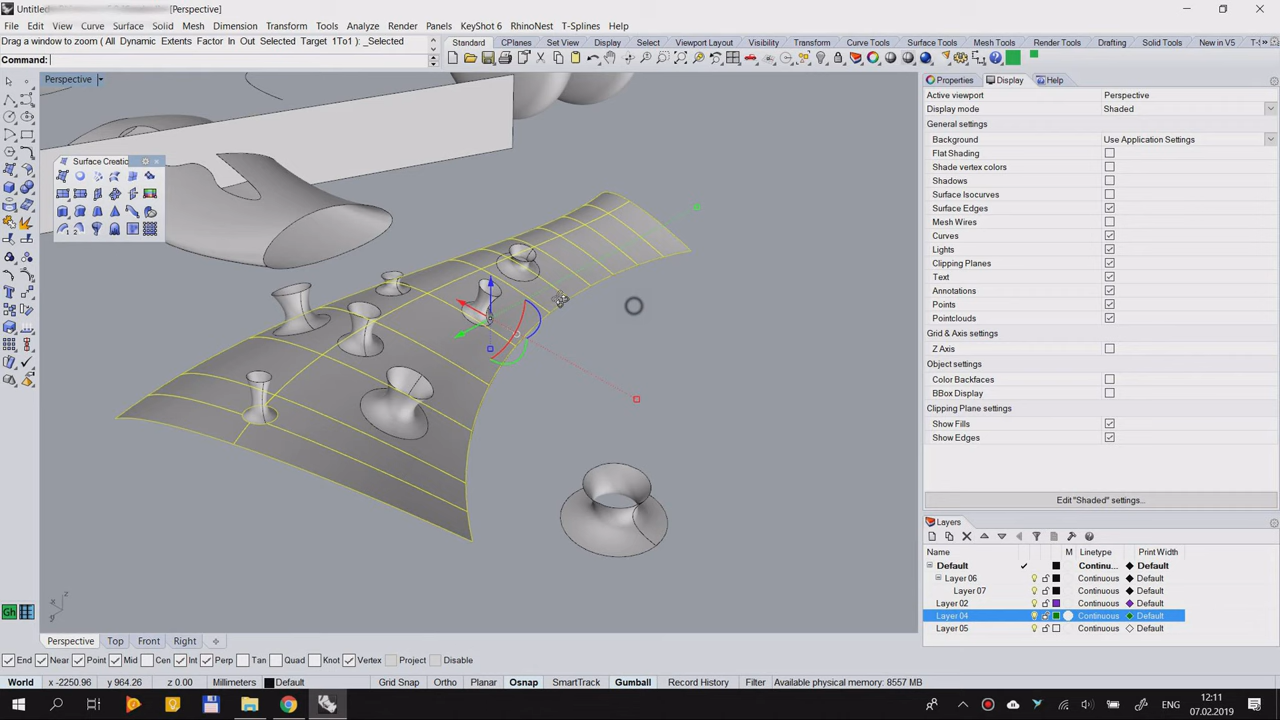 Untitled - [Perspective]
File Edit View Curve Surface Solid Mesh Dimension Transform Tools Analyze Render Panels KeyShot 6 RhinoNest T-Splines Help
Drag a window to zoom ( All Dynamic Extents Factor In Out Selected Target 1To1 ): _Selected
Command:
Standard CPlanes Set View Display Select Viewport Layout Visibility Transform Curve Tools Surface Tools Mesh Tools Render Tools Drafting Solid Tools New in V5
Perspective
Surface Creatic
z
y
Gh
Properties Display Help
Active viewport Perspective
Display mode Shaded
General settings
Background Use Application Settings
Flat Shading
Shade vertex colors
Shadows
Surface Isocurves
Surface Edges
Mesh Wires
Curves
Lights
Clipping Planes
Text
Annotations
Points
Pointclouds
Grid & Axis setting
Z Axis
Object settings
Color Backfaces
BBox Display
Clipping Plane settings
Show Fills
Show Edges
Edit "Shaded" settings...
Layers
Name M Linetype Print Width
Default Continu... Default
Layer 06 Continuous Default
Layer 07 Continuous Default
Layer 02 Continuous Default
Layer 04 Continuous Default
Layer 05 Continuous Default
Perspective Top Front Right
End Near Point Mid Cen Int Perp Tan Quad Knot Vertex Project Disable
World x -2250.96 y 964.26 z 0.00 Millimeters Default Grid Snap Ortho Planar Osnap SmartTrack Gumball Record History Filter Available physical memory: 8557 MB
ENG
12:11
07.02.2019